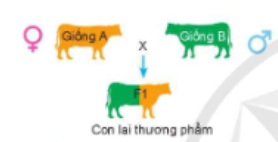 Giống A
X
Giống B
F1
Con lai thương phẩm